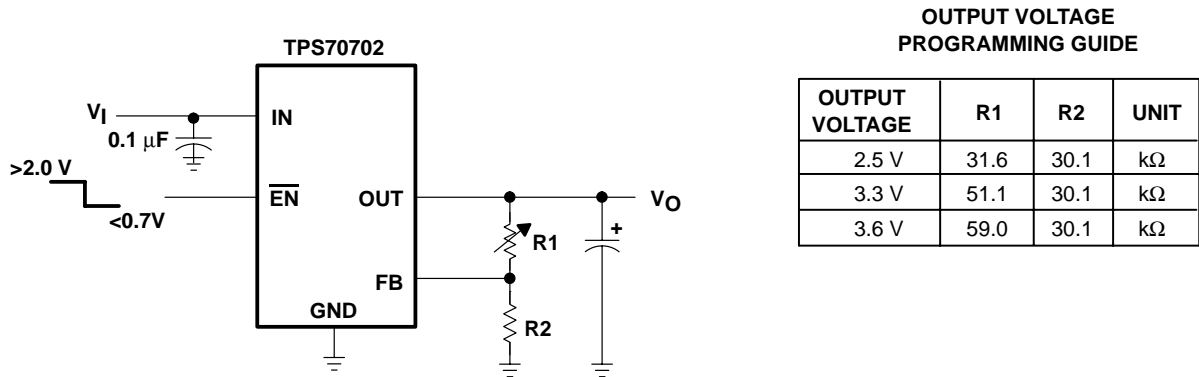 OUTPUT VOLTAGE
PROGRAMMING GUIDE
TPS70702
VI
0.1 μF
IN
>2.0 V
<0.7V
EN
OUT
VO
R1
+
FB
GND
R2
OUTPUT VOLTAGE R1 R2 UNIT
2.5 V 31.6 30.1 kΩ
3.3 V 51.1 30.1 kΩ
3.6 V 59.0 30.1 kΩ